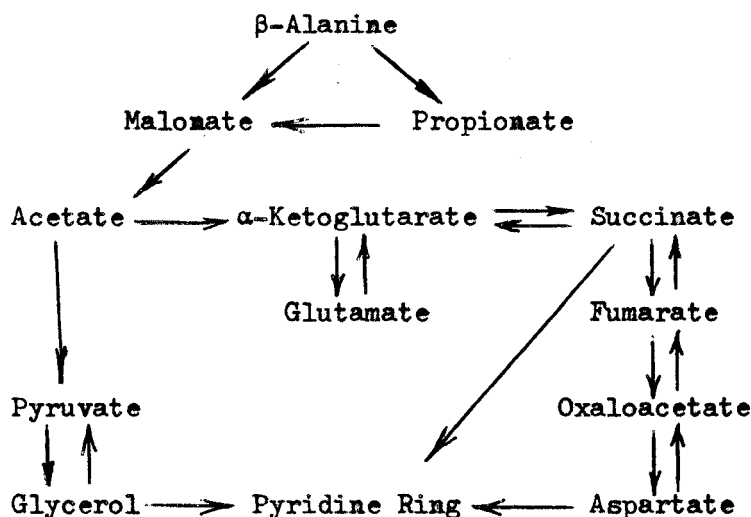 β-Alanine
Malonate Propionate
Acetate α-Ketoglutarate Succinate
Glutamate Fumarate
Pyruvate Oxaloacetate
Glycerol Pyridine Ring Aspartate